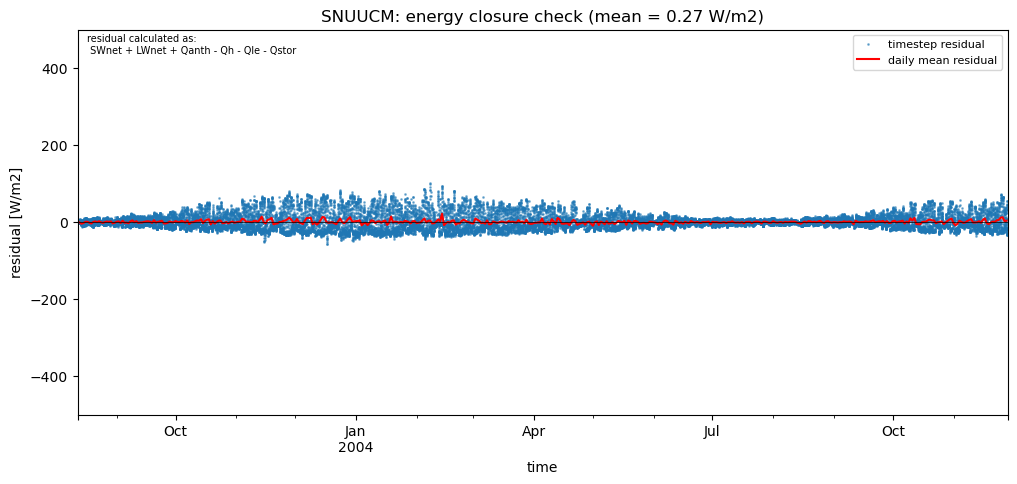 SNUUCM: energy closure check (mean = 0.27 W/m2)
residual calculated as:
SWnet + LWnet + Qanth - Qh - Qle - Qstor
timestep residual
daily mean residual
residual [W/m2]
400
200
0
−200
−400
Oct
Jan
2004
Apr
Jul
Oct
time